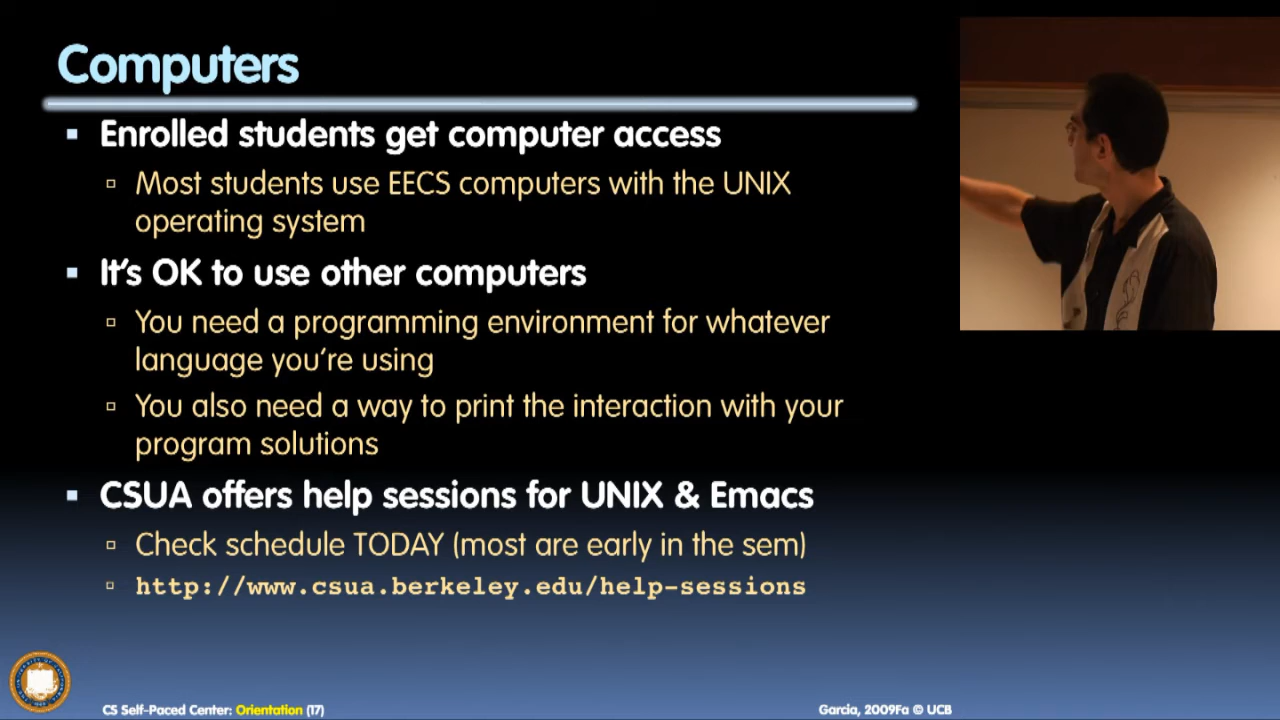 Computers
Enrolled students get computer access
Most students use EECS computers with the UNIX
operating system
It's OK to use other computers
You need a programming environment for whatever
language you're using
You also need a way to print the interaction with your
program solutions
CSUA offers help sessions for UNIX & Emacs
Check schedule TODAY (most are early in the sem)
http://www.csua.berkeley.edu/help-sessions
CS Self-Paced Center: Orientation (17)
Garcia, 2009Fa © UCB